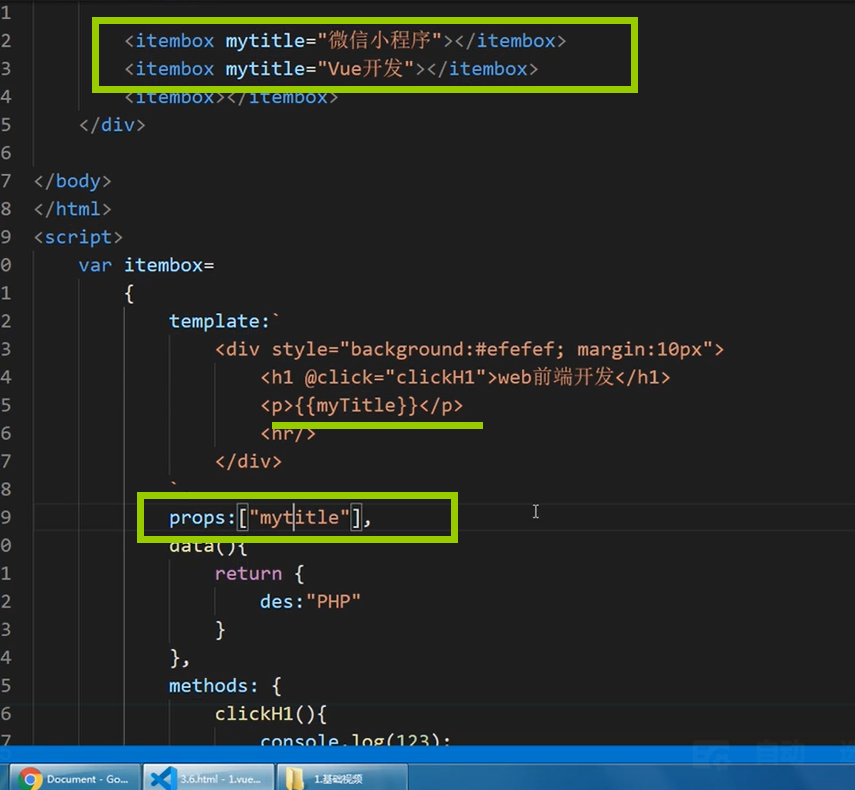 1
2 <itembox mytitle="微信小程序"></itembox>
3 <itembox mytitle="Vue开发"></itembox>
4 <itembox></itembox>
5 </div>
6
7 </body>
8 </html>
9 <script>
0 var itembox=
1 {
2 template:`
3 <div style="background:#efefef; margin:10px">
4 <h1 @click="clickH1">web前端开发</h1>
5 <p>{{myTitle}}</p>
6 <hr/>
7 </div>
8 `
9 props:["mytitle"],
0 data(){
1 return {
2 des:"PHP"
3 }
4 },
5 methods: {
6 clickH1(){
7 console.log(123);
Document - Go... 3.6.html - 1.vue... 1.基础视频